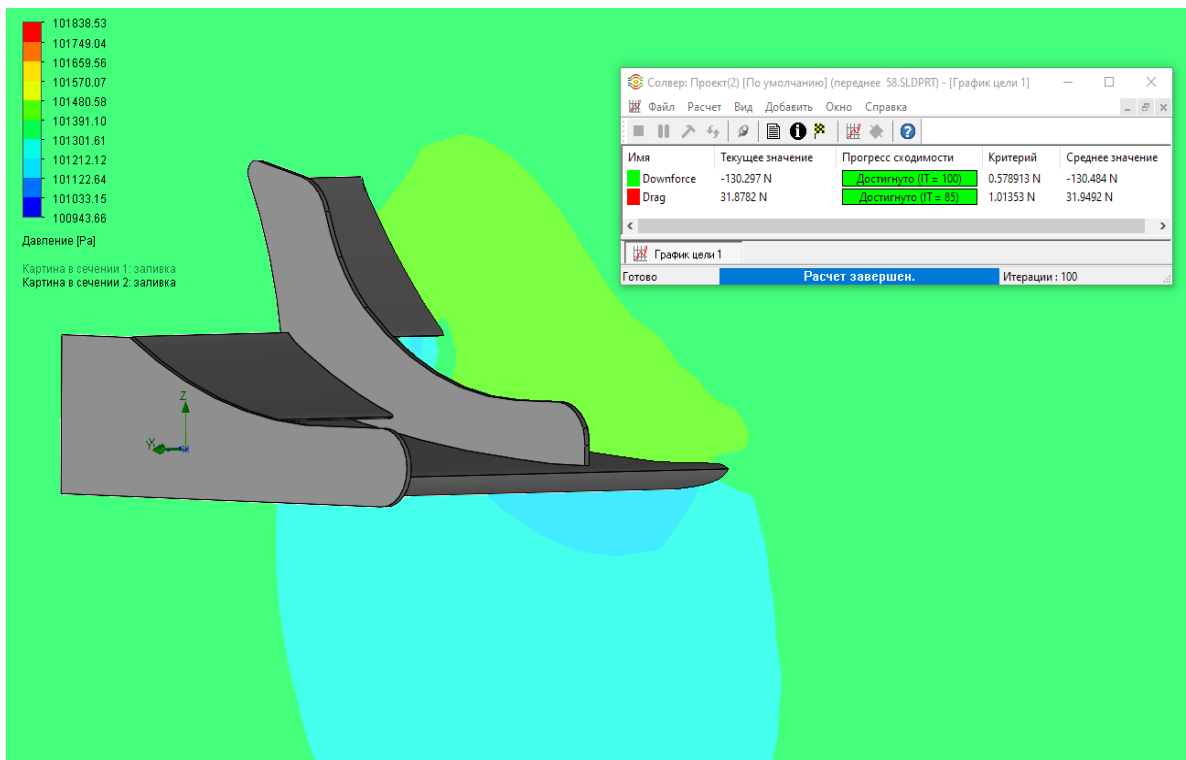 101838.53
101749.04
101659.56
101570.07
101480.58
101391.10
101301.61
101212.12
101122.64
101033.15
100943.66
Давление [Pa]
Картина в сечении 1: заливка
Картина в сечении 2: заливка
Солвер: Проект(2) [По умолчанию] (переднее 58.SLDPRT) - [График цели 1]
Файл Расчет Вид Добавить Окно Справка
Имя Текущее значение Прогресс сходимости Критерий Среднее значение
Downforce -130.297 N Достигнуто (IT = 100) 0.578913 N -130.484 N
Drag 31.8782 N Достигнуто (IT = 85) 1.01353 N 31.9492 N
График цели 1
Готово Расчет завершен. Итерации : 100
Z
Y
X